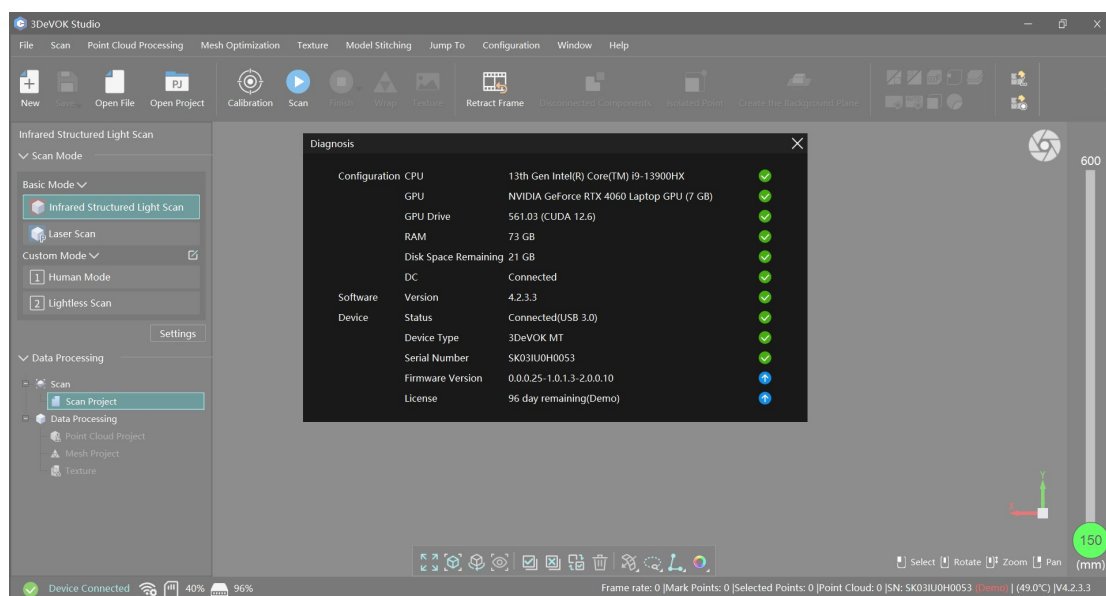 3DeVOK Studio
File Scan Point Cloud Processing Mesh Optimization Texture Model Stitching Jump To Configuration Window Help
PJ
New Save Open File Open Project Calibration Scan Finish Wrap Texture Retract Frame Disconnected Components Isolated Point Create the Background Plane
Infrared Structured Light Scan
Scan Mode
Basic Mode
Infrared Structured Light Scan
Laser Scan
Custom Mode
1 Human Mode
2 Lightless Scan
Settings
Data Processing
Scan
Scan Project
Data Processing
Point Cloud Project
Mesh Project
Texture
Diagnosis
Configuration CPU 13th Gen Intel(R) Core(TM) i9-13900HX
GPU NVIDIA GeForce RTX 4060 Laptop GPU (7 GB)
GPU Drive 561.03 (CUDA 12.6)
RAM 73 GB
Disk Space Remaining 21 GB
DC Connected
Software Version 4.2.3.3
Device Status Connected(USB 3.0)
Device Type 3DeVOK MT
Serial Number SK03IU0H0053
Firmware Version 0.0.0.25-1.0.1.3-2.0.0.10
License 96 day remaining(Demo)
600
Y
X
150
(mm)
Select Rotate Zoom Pan
Device Connected 40% 96%
Frame rate: 0 |Mark Points: 0 |Selected Points: 0 |Point Cloud: 0 |SN: SK03IU0H0053 (Demo) | (49.0°C) |V4.2.3.3